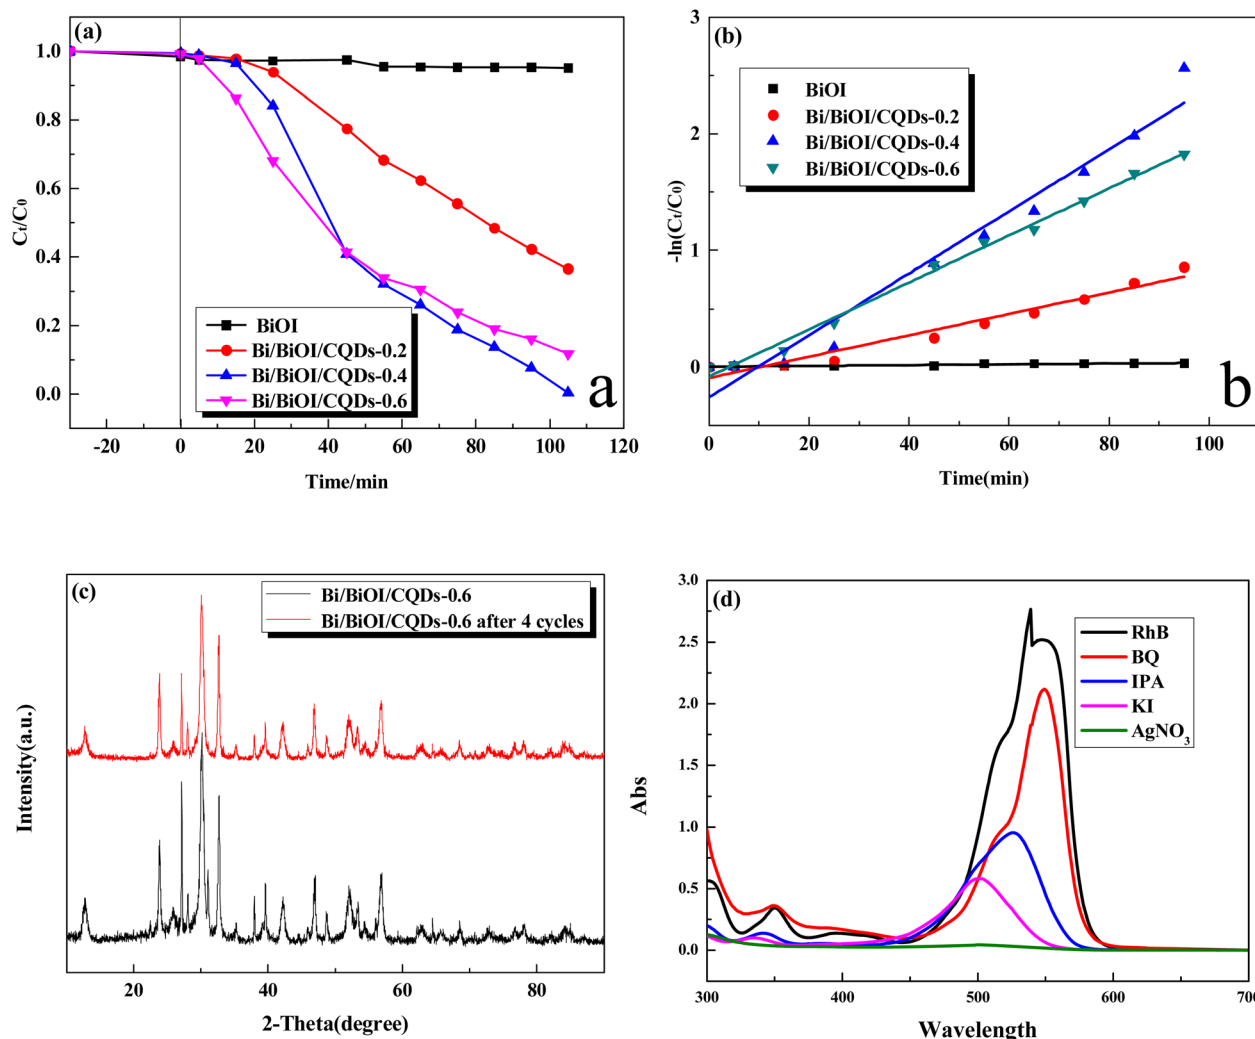 (a)
1.0
0.8
0.6
0.4
0.2
0.0
Ct/C0
BiOI
Bi/BiOI/CQDs-0.2
Bi/BiOI/CQDs-0.4
Bi/BiOI/CQDs-0.6
a
-20 0 20 40 60 80 100 120
Time/min
(b)
-3
-2
-1
0
-ln(Ct/C0)
BiOI
Bi/BiOI/CQDs-0.2
Bi/BiOI/CQDs-0.4
Bi/BiOI/CQDs-0.6
b
0 20 40 60 80 100
Time(min)
(c)
Bi/BiOI/CQDs-0.6
Bi/BiOI/CQDs-0.6 after 4 cycles
Intensity(a.u.)
20 40 60 80
2-Theta(degree)
(d)
3.0
2.5
2.0
1.5
1.0
0.5
0.0
Abs
RhB
BQ
IPA
KI
AgNO3
300 400 500 600 700
Wavelength